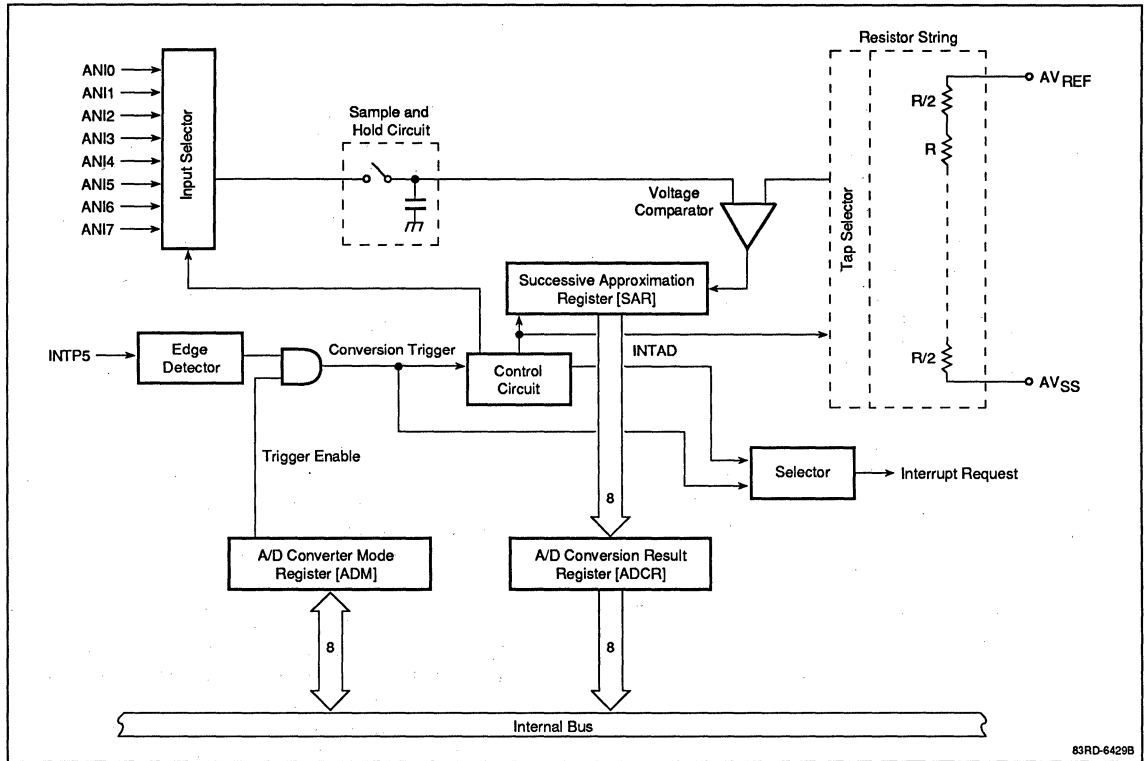 Resistor String
ANI0
ANI1
ANI2
ANI3
ANI4
ANI5
ANI6
ANI7
Input Selector
Sample and
Hold Circuit
Voltage
Comparator
Tap Selector
R/2
R
R/2
AVREF
AVSS
Successive Approximation
Register [SAR]
INTP5
Edge
Detector
Conversion Trigger
Control
Circuit
INTAD
Trigger Enable
Selector
Interrupt Request
8
A/D Converter Mode
Register [ADM]
A/D Conversion Result
Register [ADCR]
8
8
Internal Bus
83RD-6429B